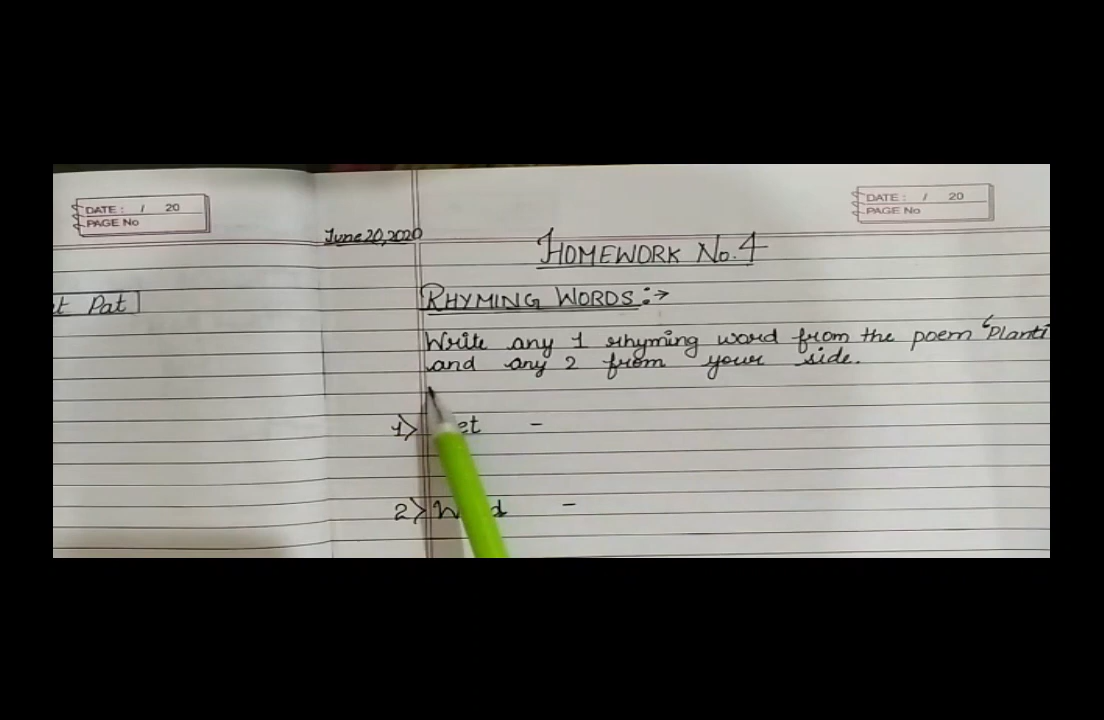 DATE: / 20
PAGE No
DATE: / 20
PAGE No
June 20, 2020
HOMEWORK No. 4
Pat
RHYMING WORDS :→
Write any 1 rhyming word from the poem "Planti
and any 2 from your side.
1> et -
2> -